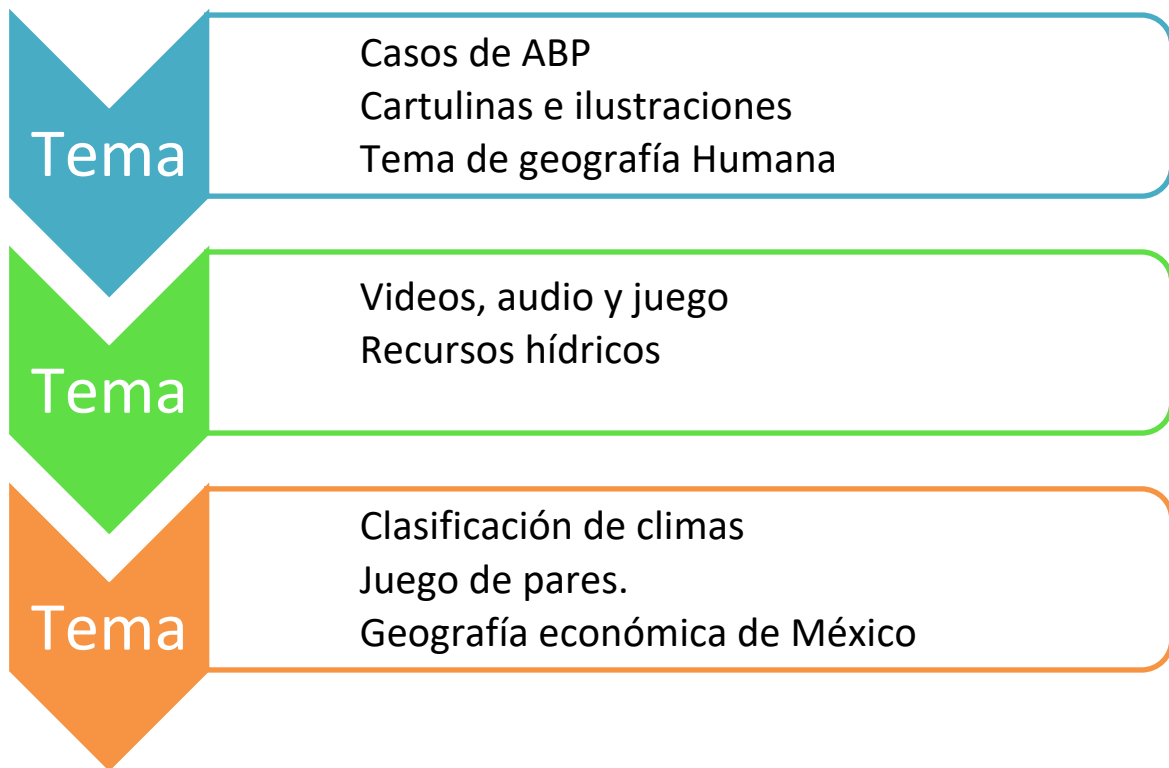 Tema
Casos de ABP
Cartulinas e ilustraciones
Tema de geografía Humana
Tema
Videos, audio y juego
Recursos hídricos
Tema
Clasificación de climas
Juego de pares.
Geografía económica de México